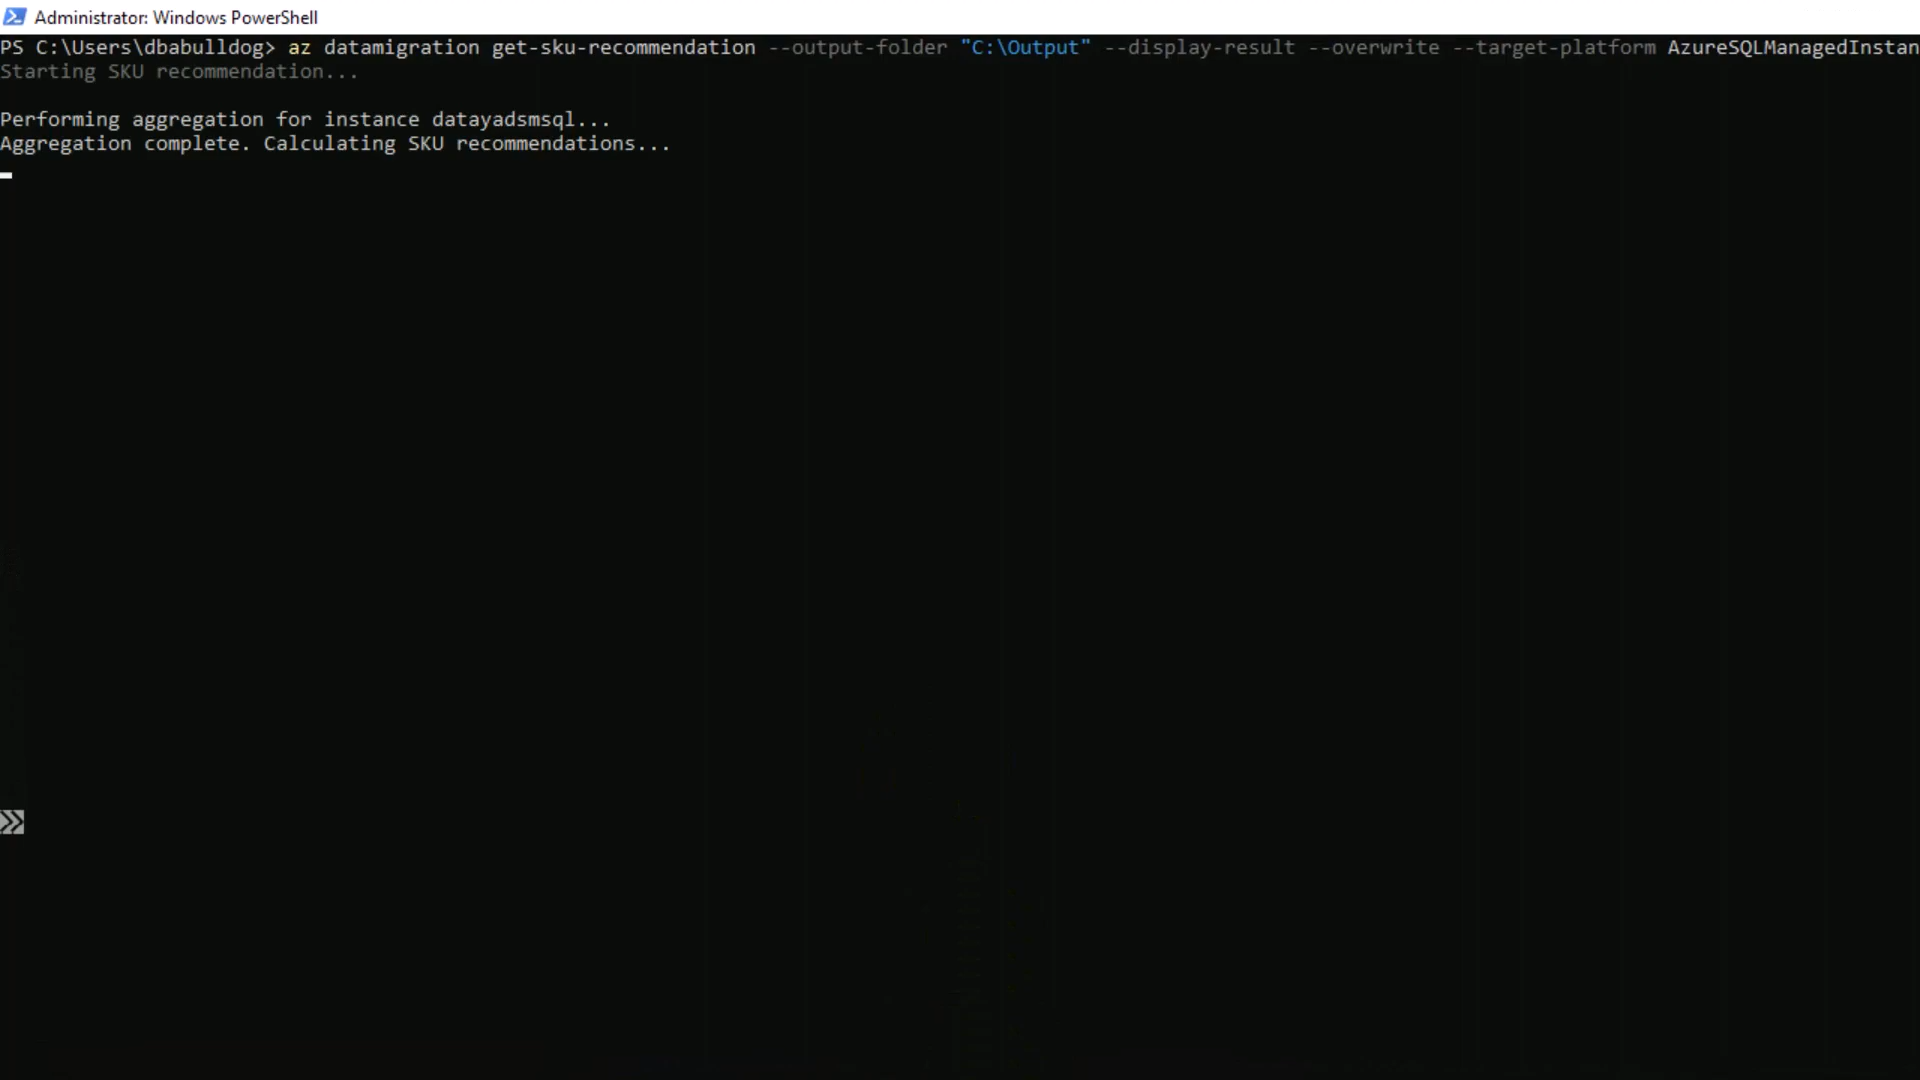 Administrator: Windows PowerShell
PS C:\Users\dbabulldog> az datamigration get-sku-recommendation --output-folder "C:\Output" --display-result --overwrite --target-platform AzureSQLManagedInstan
Starting SKU recommendation...
Performing aggregation for instance datayadsmsql...
Aggregation complete. Calculating SKU recommendations...